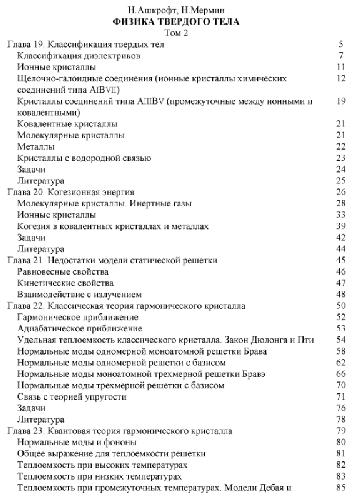 Н.Ашкрофт, Н.Мермин
ФИЗИКА ТВЕРДОГО ТЕЛА
Том 2
Глава 19. Классификация твердых тел 5
Классификация диэлектриков 7
Ионные кристаллы 11
Щелочно-галоидные соединения (ионные кристаллы химических 12
соединений типа AIBVII)
Кристаллы соединений типа AIIIBV (промежуточные между ионными и 19
ковалентными)
Ковалентные кристаллы 21
Молекулярные кристаллы 21
Металлы 22
Кристаллы с водородной связью 23
Задачи 24
Литература 25
Глава 20. Когезионная энергия 26
Молекулярные кристаллы. Инертные газы 28
Ионные кристаллы 33
Когезия в ковалентных кристаллах и металлах 39
Задачи 42
Литература 44
Глава 21. Недостатки модели статической решетки 45
Равновесные свойства 46
Кинетические свойства 47
Взаимодействие с излучением 48
Глава 22. Классическая теория гармонического кристалла 50
Гармоническое приближение 52
Адиабатическое приближение 53
Удельная теплоемкость классического кристалла. Закон Дюлонга и Пти 54
Нормальные моды одномерной моноатомной решетки Бравэ 58
Нормальные моды одномерной решетки с базисом 62
Нормальные моды моноатомной трехмерной решетки Бравэ 66
Нормальные моды трехмерной решетки с базисом 70
Связь с теорией упругости 71
Задачи 76
Литература 78
Глава 23. Квантовая теория гармонического кристалла 79
Нормальные моды и фононы 80
Общее выражение для теплоемкости решетки 81
Теплоемкость при высоких температурах 82
Теплоемкость при низких температурах 83
Теплоемкость при промежуточных температурах. Модели Дебая и 85